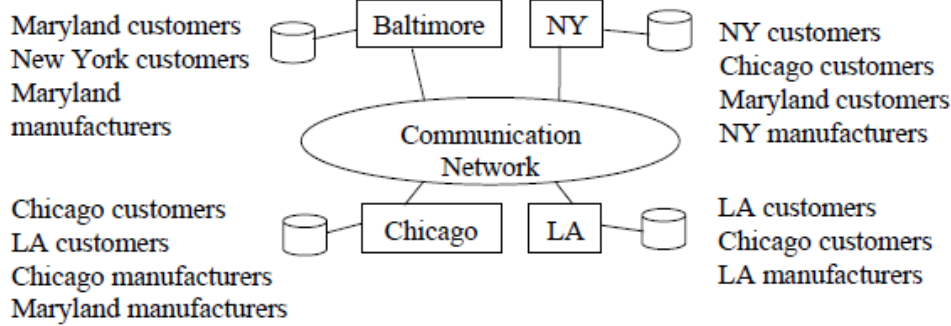 Maryland customers
New York customers
Maryland
manufacturers
Baltimore
NY
NY customers
Chicago customers
Maryland customers
NY manufacturers
Communication
Network
Chicago customers
LA customers
Chicago manufacturers
Maryland manufacturers
Chicago
LA
LA customers
Chicago customers
LA manufacturers